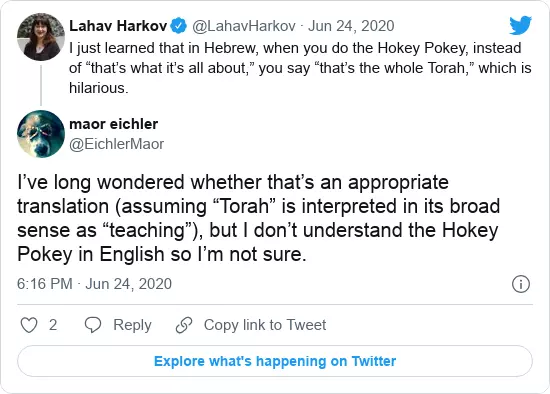 Lahav Harkov @LahavHarkov · Jun 24, 2020
I just learned that in Hebrew, when you do the Hokey Pokey, instead
of “that’s what it’s all about,” you say “that’s the whole Torah,” which is
hilarious.
maor eichler
@EichlerMaor
I’ve long wondered whether that’s an appropriate
translation (assuming “Torah” is interpreted in its broad
sense as “teaching”), but I don’t understand the Hokey
Pokey in English so I’m not sure.
6:16 PM · Jun 24, 2020
2 Reply Copy link to Tweet
Explore what’s happening on Twitter